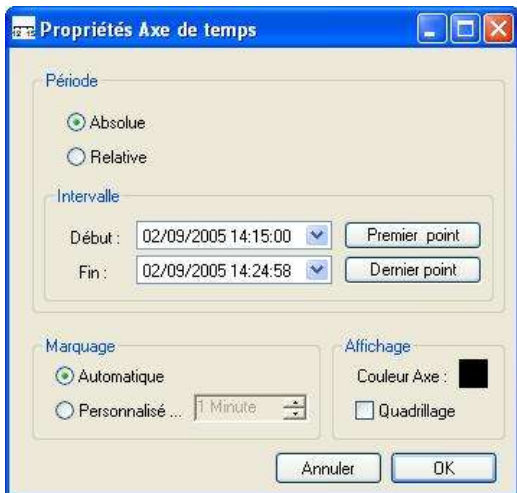 Propriétés Axe de temps
Période
Absolue
Relative
Intervalle
Début : 02/09/2005 14:15:00 Premier point
Fin : 02/09/2005 14:24:58 Dernier point
Marquage
Automatique
Personnalisé ... 1 Minute
Affichage
Couleur Axe :
Quadrillage
Annuler OK